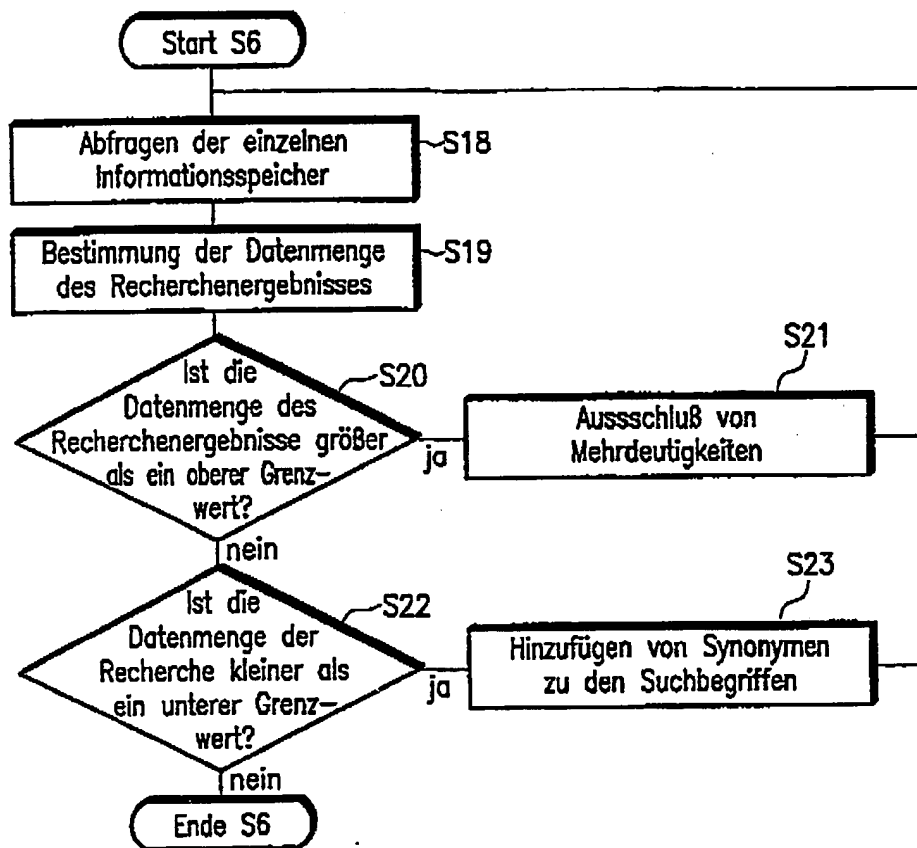 Start S6
Abfragen der einzelnen
Informationsspeicher
S18
Bestimmung der Datenmenge
des Recherchenergebnisses
S19
Ist die
Datenmenge des
Recherchenergebnisse größer
als ein oberer Grenz-
wert?
S20
ja
S21
Aussschluß von
Mehrdeutigkeiten
nein
Ist die
Datenmenge der
Recherche kleiner als
ein unterer Grenz-
wert?
S22
ja
S23
Hinzufügen von Synonymen
zu den Suchbegriffen
nein
Ende S6